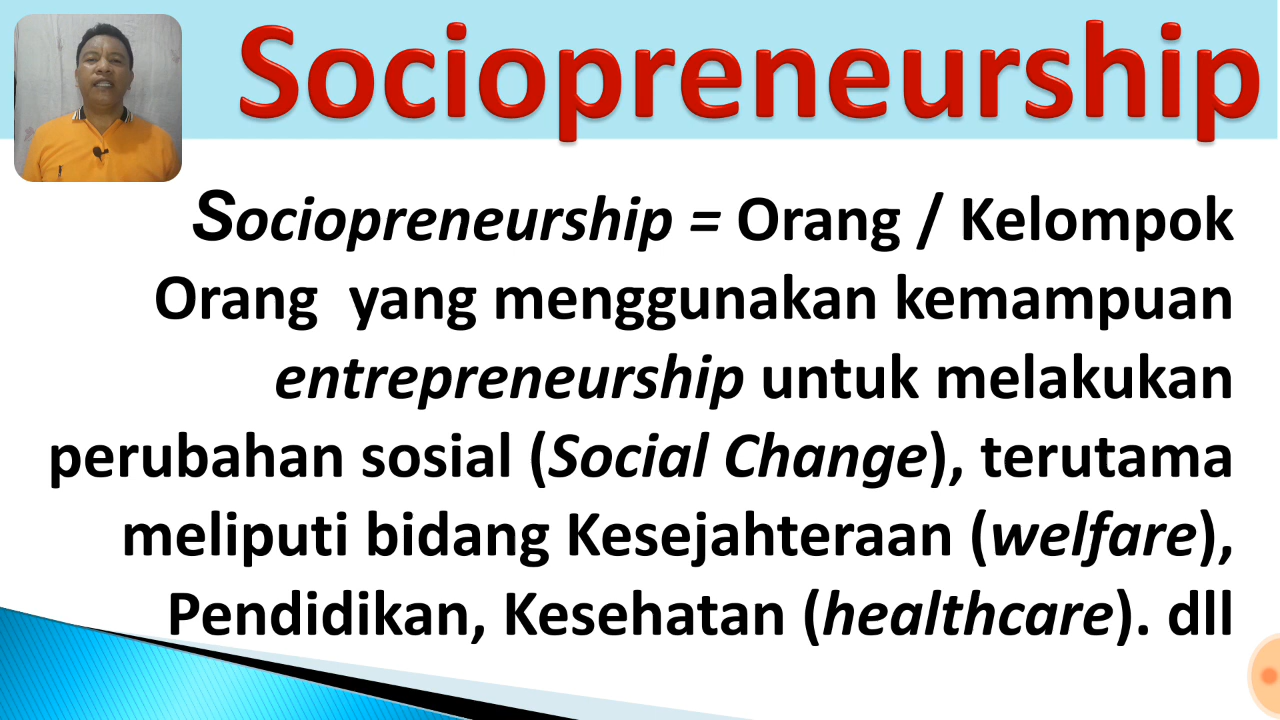 Sociopreneurship
Sociopreneurship = Orang / Kelompok
Orang yang menggunakan kemampuan
entrepreneurship untuk melakukan
perubahan sosial (Social Change), terutama
meliputi bidang Kesejahteraan (welfare),
Pendidikan, Kesehatan (healthcare). dll